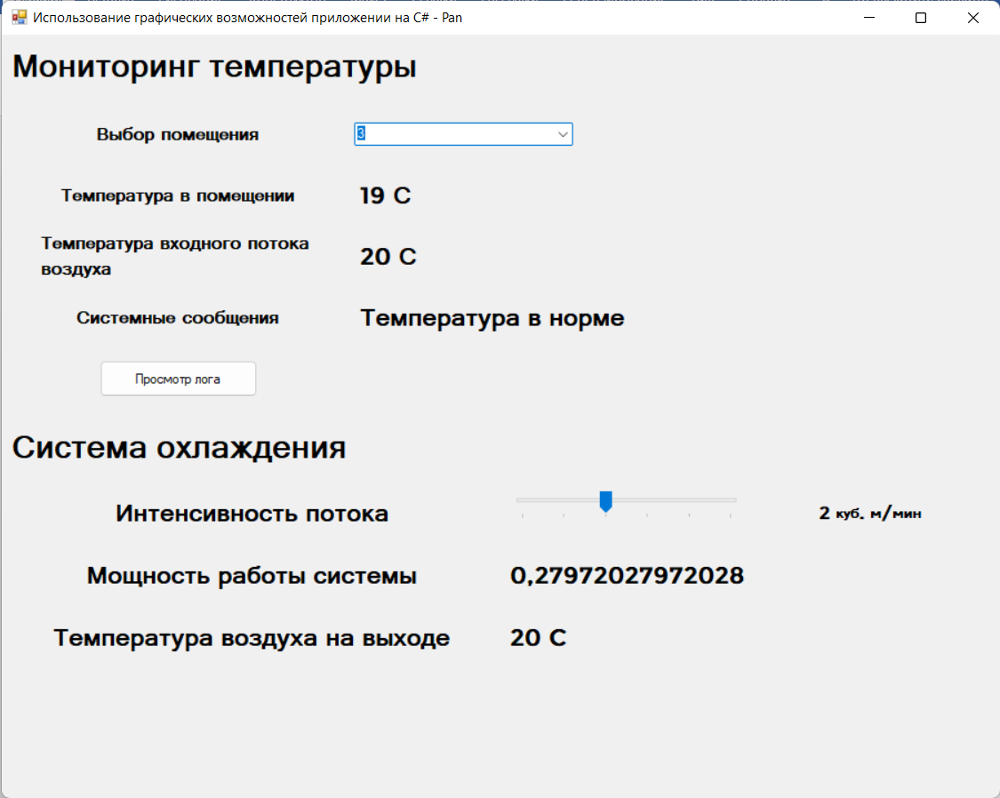 Использование графических возможностей приложении на C# - Pan
Мониторинг температуры
Выбор помещения
3
Температура в помещении
19 C
Температура входного потока
воздуха
20 C
Системные сообщения
Температура в норме
Просмотр лога
Система охлаждения
Интенсивность потока
2 куб. м/мин
Мощность работы системы
0,27972027972028
Температура воздуха на выходе
20 C